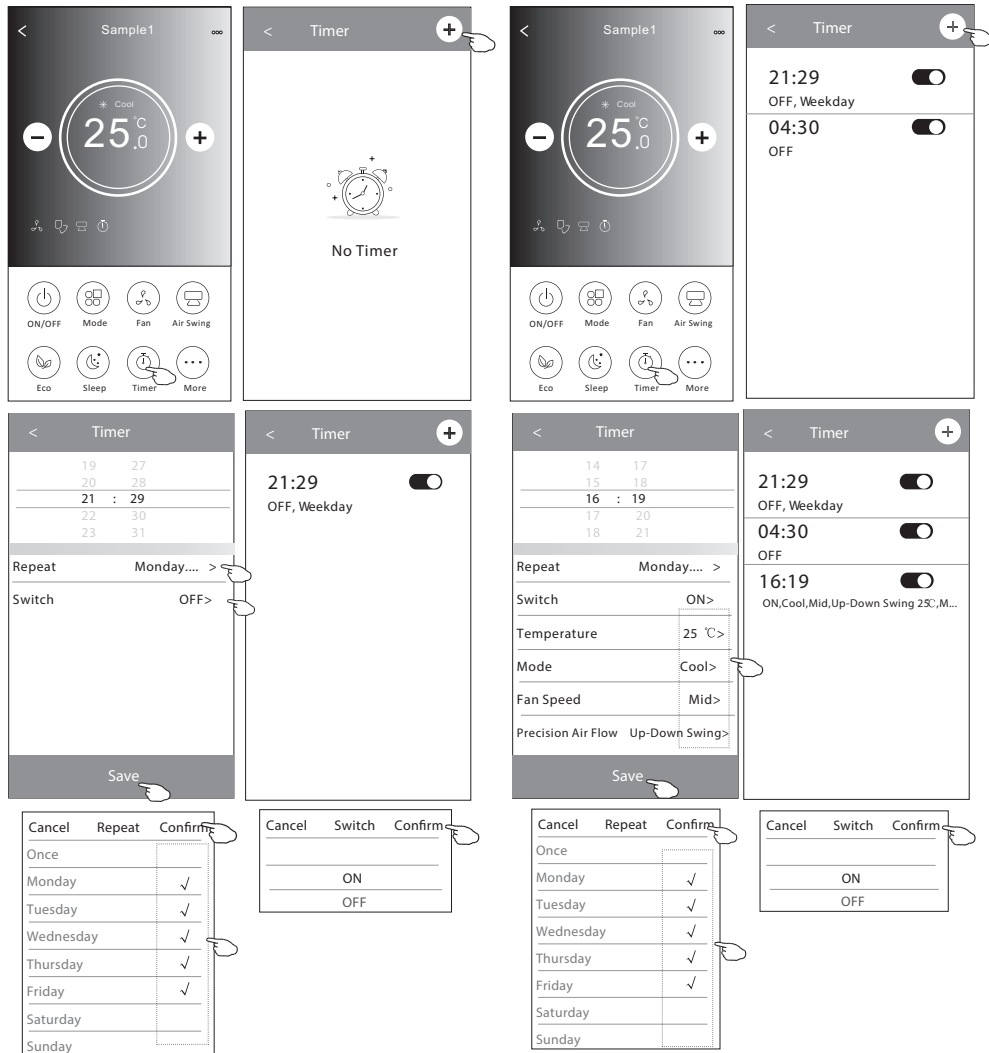 < Sample1
Cool
25.0 ℃
− +
ON/OFF Mode Fan Air Swing
Eco Sleep Timer More
< Timer +
No Timer
< Sample1
Cool
25.0 ℃
− +
ON/OFF Mode Fan Air Swing
Eco Sleep Timer More
< Timer +
21:29
OFF, Weekday
04:30
OFF
< Timer
19 27
20 28
21 : 29
22 30
23 31
Repeat Monday.... >
Switch OFF>
Save
< Timer +
21:29
OFF, Weekday
< Timer
14 17
15 18
16 : 19
17 20
18 21
Repeat Monday.... >
Switch ON>
Temperature 25 ℃>
Mode Cool>
Fan Speed Mid>
Precision Air Flow Up-Down Swing>
Save
< Timer +
21:29
OFF, Weekday
04:30
OFF
16:19
ON,Cool,Mid,Up-Down Swing 25℃,M...
Cancel Repeat Confirm
Once
Monday √
Tuesday √
Wednesday √
Thursday √
Friday √
Saturday
Sunday
Cancel Switch Confirm
ON
OFF
Cancel Repeat Confirm
Once
Monday √
Tuesday √
Wednesday √
Thursday √
Friday √
Saturday
Sunday
Cancel Switch Confirm
ON
OFF